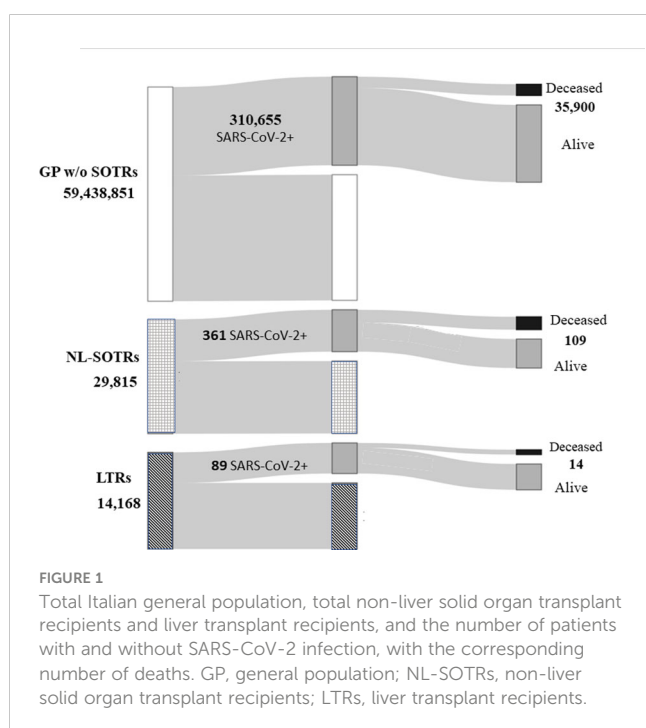 310,655
SARS-CoV-2+
Deceased
35,900
Alive
GP w/o SOTRs
59,438,851
361 SARS-CoV-2+
Deceased
109
Alive
NL-SOTRs
29,815
89 SARS-CoV-2+
Deceased
14
Alive
LTRs
14,168
FIGURE 1
Total Italian general population, total non-liver solid organ transplant
recipients and liver transplant recipients, and the number of patients
with and without SARS-CoV-2 infection, with the corresponding
number of deaths. GP, general population; NL-SOTRs, non-liver
solid organ transplant recipients; LTRs, liver transplant recipients.